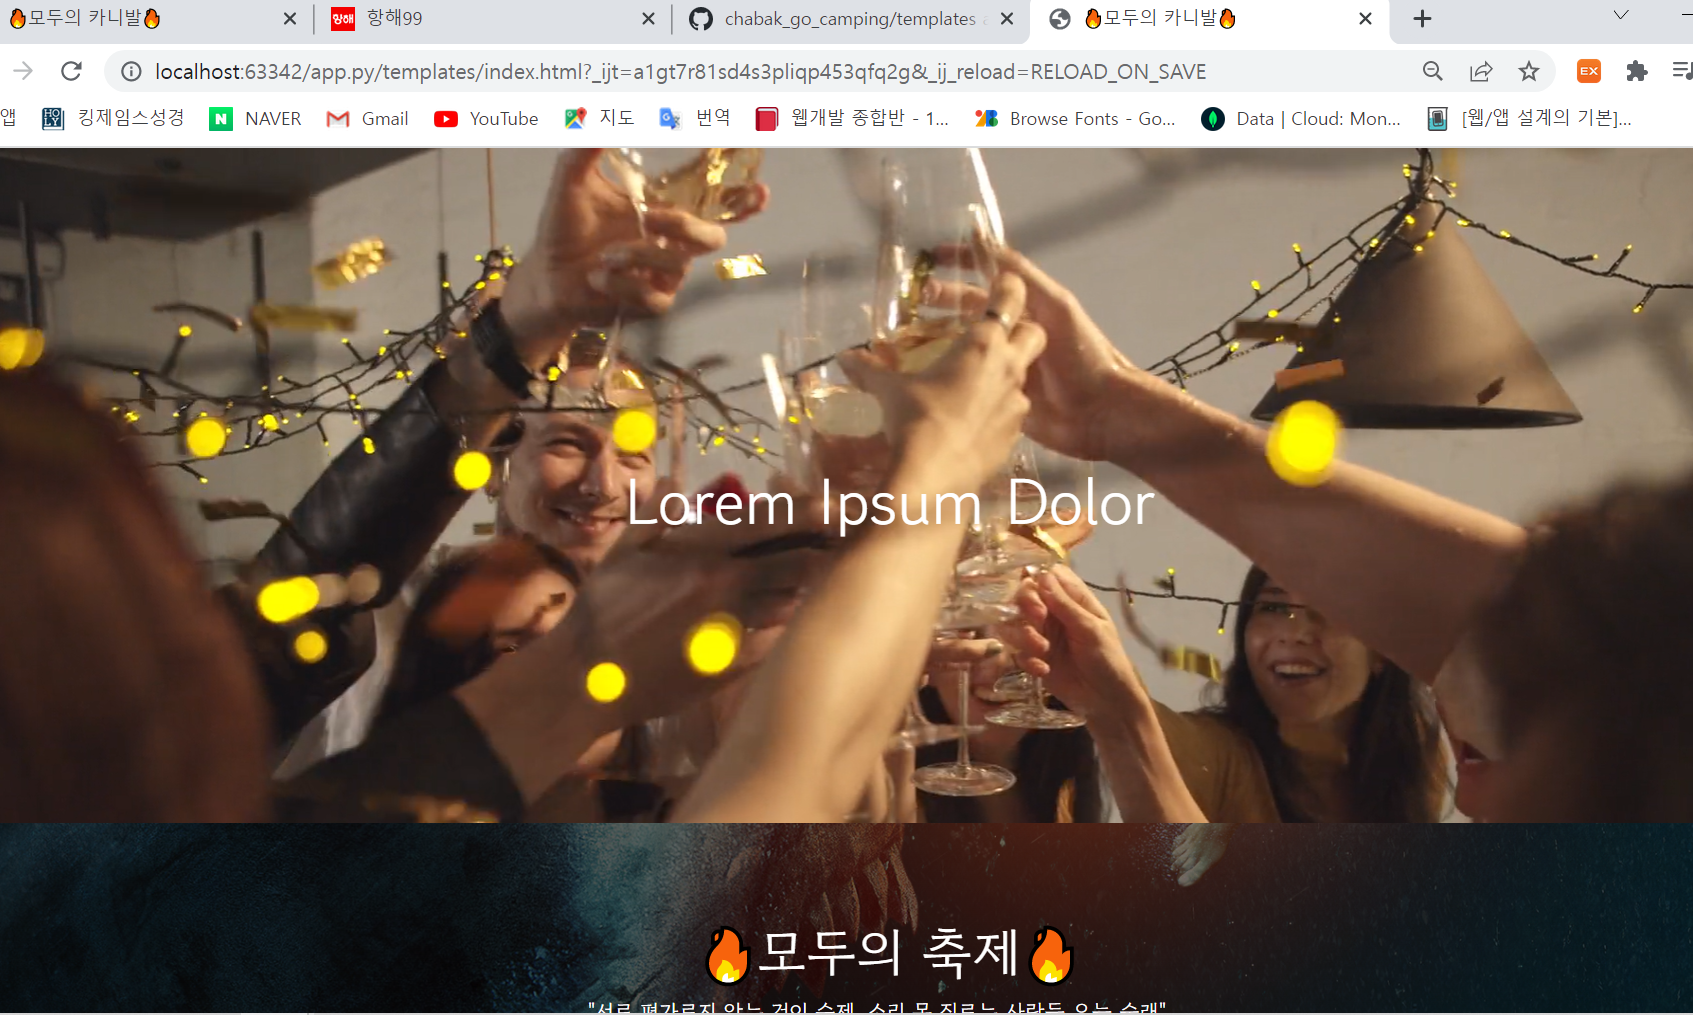 🔥모두의 카니발🔥
항해 항해99
chabak_go_camping/templates a
🔥모두의 카니발🔥
localhost:63342/app.py/templates/index.html?_ijt=a1gt7r81sd4s3pliqp453qfq2g&_ij_reload=RELOAD_ON_SAVE
EX
앱
HOLY 킹제임스성경
N NAVER
Gmail
YouTube
지도
번역
웹개발 종합반 - 1...
Browse Fonts - Go...
Data | Cloud: Mon...
[웹/앱 설계의 기본]...
Lorem Ipsum Dolor
🔥모두의 축제🔥